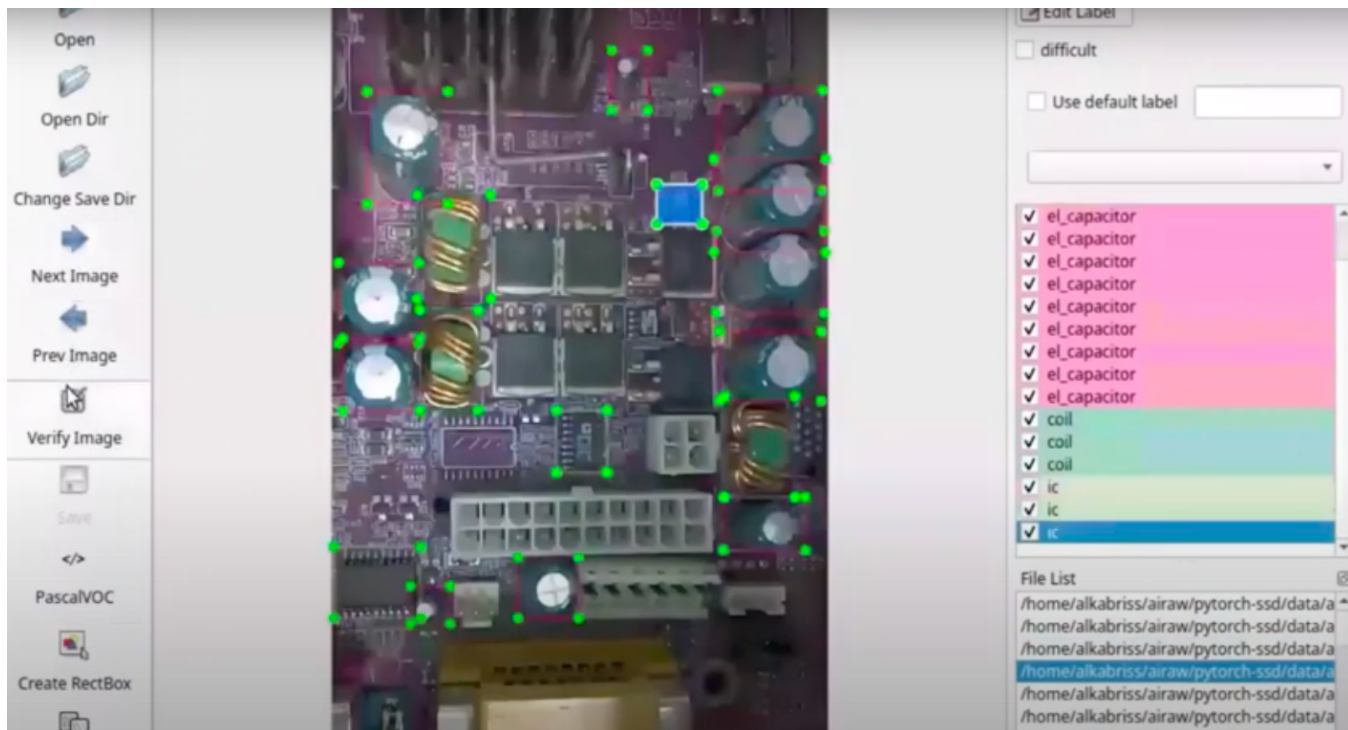 Open
Open Dir
Change Save Dir
Next Image
Prev Image
Verify Image
Save
</>
PascalVOC
Create RectBox
Edit Label
difficult
Use default label
el_capacitor
el_capacitor
el_capacitor
el_capacitor
el_capacitor
el_capacitor
el_capacitor
el_capacitor
el_capacitor
coil
coil
coil
ic
ic
ic
File List
/home/alkabriss/airaw/pytorch-ssd/data/a
/home/alkabriss/airaw/pytorch-ssd/data/a
/home/alkabriss/airaw/pytorch-ssd/data/a
/home/alkabriss/airaw/pytorch-ssd/data/a
/home/alkabriss/airaw/pytorch-ssd/data/a
/home/alkabriss/airaw/pytorch-ssd/data/a